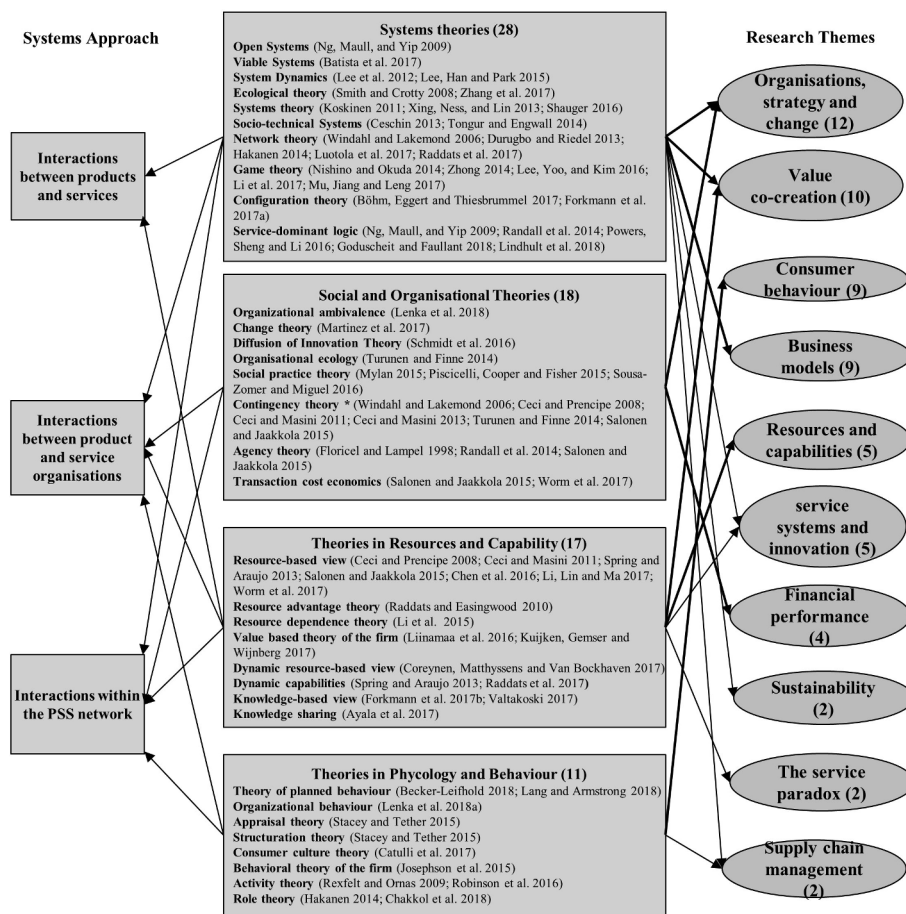 Systems Approach
Interactions
between products
and services
Interactions
between product
and service
organisations
Interactions within
the PSS network
Systems theories (28)
Open Systems (Ng, Maull, and Yip 2009)
Viable Systems (Batista et al. 2017)
System Dynamics (Lee et al. 2012; Lee, Han and Park 2015)
Ecological theory (Smith and Crotty 2008; Zhang et al. 2017)
Systems theory (Koskinen 2011; Xing, Ness, and Lin 2013; Shauger 2016)
Socio-technical Systems (Ceschin 2013; Tongur and Engwall 2014)
Network theory (Windahl and Lakemond 2006; Durugbo and Riedel 2013;
Hakanen 2014; Luotola et al. 2017; Raddats et al. 2017)
Game theory (Nishino and Okuda 2014; Zhong 2014; Lee, Yoo, and Kim 2016;
Li et al. 2017; Mu, Jiang and Leng 2017)
Configuration theory (Böhm, Eggert and Thiesbrummel 2017; Forkmann et al.
2017a)
Service-dominant logic (Ng, Maull, and Yip 2009; Randall et al. 2014; Powers,
Sheng and Li 2016; Goduscheit and Faullant 2018; Lindhult et al. 2018)
Social and Organisational Theories (18)
Organizational ambivalence (Lenka et al. 2018)
Change theory (Martinez et al. 2017)
Diffusion of Innovation Theory (Schmidt et al. 2016)
Organisational ecology (Turunen and Finne 2014)
Social practice theory (Mylan 2015; Piscicelli, Cooper and Fisher 2015; Sousa-
Zomer and Miguel 2016)
Contingency theory * (Windahl and Lakemond 2006; Ceci and Prencipe 2008;
Ceci and Masini 2011; Ceci and Masini 2013; Turunen and Finne 2014; Salonen
and Jaakkola 2015)
Agency theory (Floricel and Lampel 1998; Randall et al. 2014; Salonen and
Jaakkola 2015)
Transaction cost economics (Salonen and Jaakkola 2015; Worm et al. 2017)
Theories in Resources and Capability (17)
Resource-based view (Ceci and Prencipe 2008; Ceci and Masini 2011; Spring and
Araujo 2013; Salonen and Jaakkola 2015; Chen et al. 2016; Li, Lin and Ma 2017;
Worm et al. 2017)
Resource advantage theory (Raddats and Easingwood 2010)
Resource dependence theory (Li et al.  2015)
Value based theory of the firm (Liinamaa et al. 2016; Kuijken, Gemser and
Wijnberg 2017)
Dynamic resource-based view (Coreynen, Matthyssens and Van Bockhaven 2017)
Dynamic capabilities (Spring and Araujo 2013; Raddats et al. 2017)
Knowledge-based view (Forkmann et al. 2017b; Valtakoski 2017)
Knowledge sharing (Ayala et al. 2017)
Theories in Phycology and Behaviour (11)
Theory of planned behaviour (Becker-Leifhold 2018; Lang and Armstrong 2018)
Organizational behaviour (Lenka et al. 2018a)
Appraisal theory (Stacey and Tether 2015)
Structuration theory (Stacey and Tether 2015)
Consumer culture theory (Catulli et al. 2017)
Behavioral theory of the firm (Josephson et al. 2015)
Activity theory (Rexfelt and Ornas 2009; Robinson et al. 2016)
Role theory (Hakanen 2014; Chakkol et al. 2018)
Research Themes
Organisations,
strategy and
change (12)
Value
co-creation (10)
Consumer
behaviour (9)
Business
models (9)
Resources and
capabilities (5)
service
systems and
innovation (5)
Financial
performance
(4)
Sustainability
(2)
The service
paradox (2)
Supply chain
management
(2)